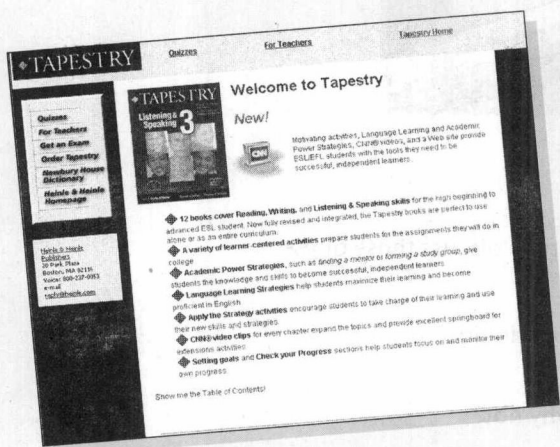 TAPESTRY
Quizzes
For Teachers
Tapestry Home
Quizzes
For Teachers
Get an Exam
Order Tapestry
Newbury House
Dictionary
Heinle & Heinle
Homepage
Heinle & Heinle
Publishers
20 Park Plaza
Boston, MA 02116
Voice: 800-237-0053
e-mail
TAPESTRY
Listening &
Speaking 3
Welcome to Tapestry
New!
CNN
Motivating activities, Language Learning and Academic
Power Strategies, CNN® videos, and a Web site provide
ESL/EFL students with the tools they need to be
successful, independent learners.
12 books cover Reading, Writing, and Listening & Speaking skills for the high beginning to
advanced ESL student. Now fully revised and integrated, the Tapestry books are perfect to use
alone or as an entire curriculum.
A variety of learner-centered activities prepare students for the assignments they will do in
college
Academic Power Strategies, such as finding a mentor or forming a study group, give
students the knowledge and skills to become successful, independent learners.
Language Learning Strategies help students maximize their learning and become
proficient in English.
Apply the Strategy activities encourage students to take charge of their learning and use
their new skills and strategies.
CNN® video clips for every chapter expand the topics and provide excellent springboard for
extensions activities
Setting goals and Check your Progress sections help students focus on and monitor their
own progress
Show me the Table of Contents!